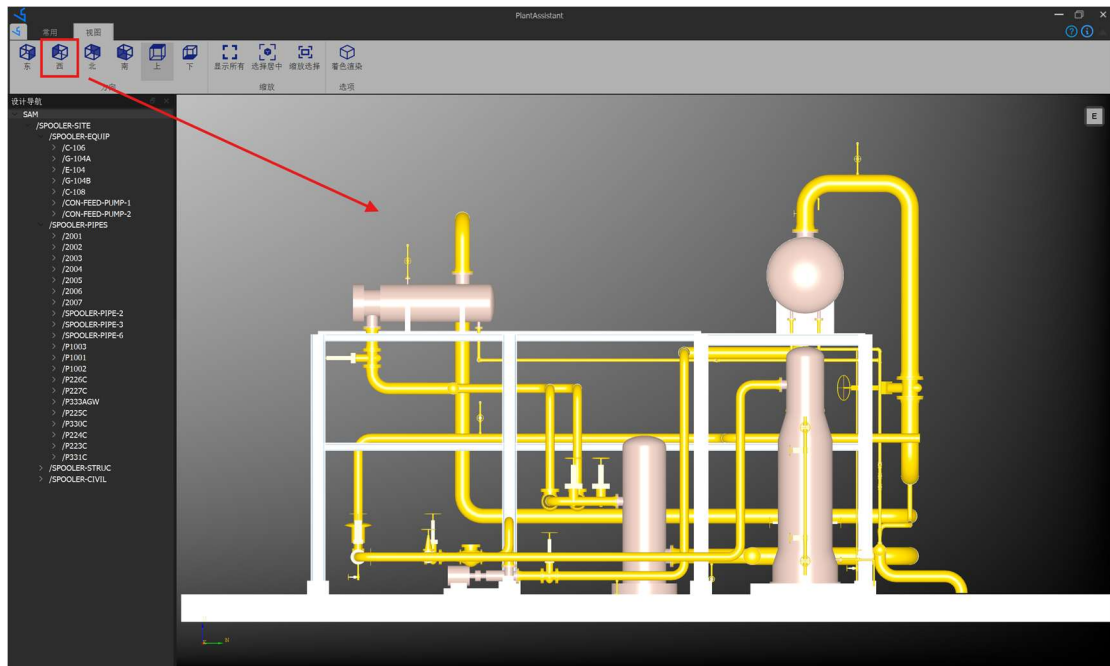 PlantAssistant
常用 视图
东 西 北 南 上 下 显示所有 选择居中 缩放选择 着色渲染
方向 缩放 选项
设计导航
SAM
/SPOOLER-SITE
/SPOOLER-EQUIP
/C-106
/G-104A
/E-104
/G-104B
/C-108
/CON-FEED-PUMP-1
/CON-FEED-PUMP-2
/SPOOLER-PIPES
/2001
/2002
/2003
/2004
/2005
/2006
/2007
/SPOOLER-PIPE-2
/SPOOLER-PIPE-3
/SPOOLER-PIPE-6
/P1003
/P1001
/P1002
/P226C
/P227C
/P333AGW
/P225C
/P330C
/P224C
/P223C
/P331C
/SPOOLER-STRUC
/SPOOLER-CIVIL
E
N